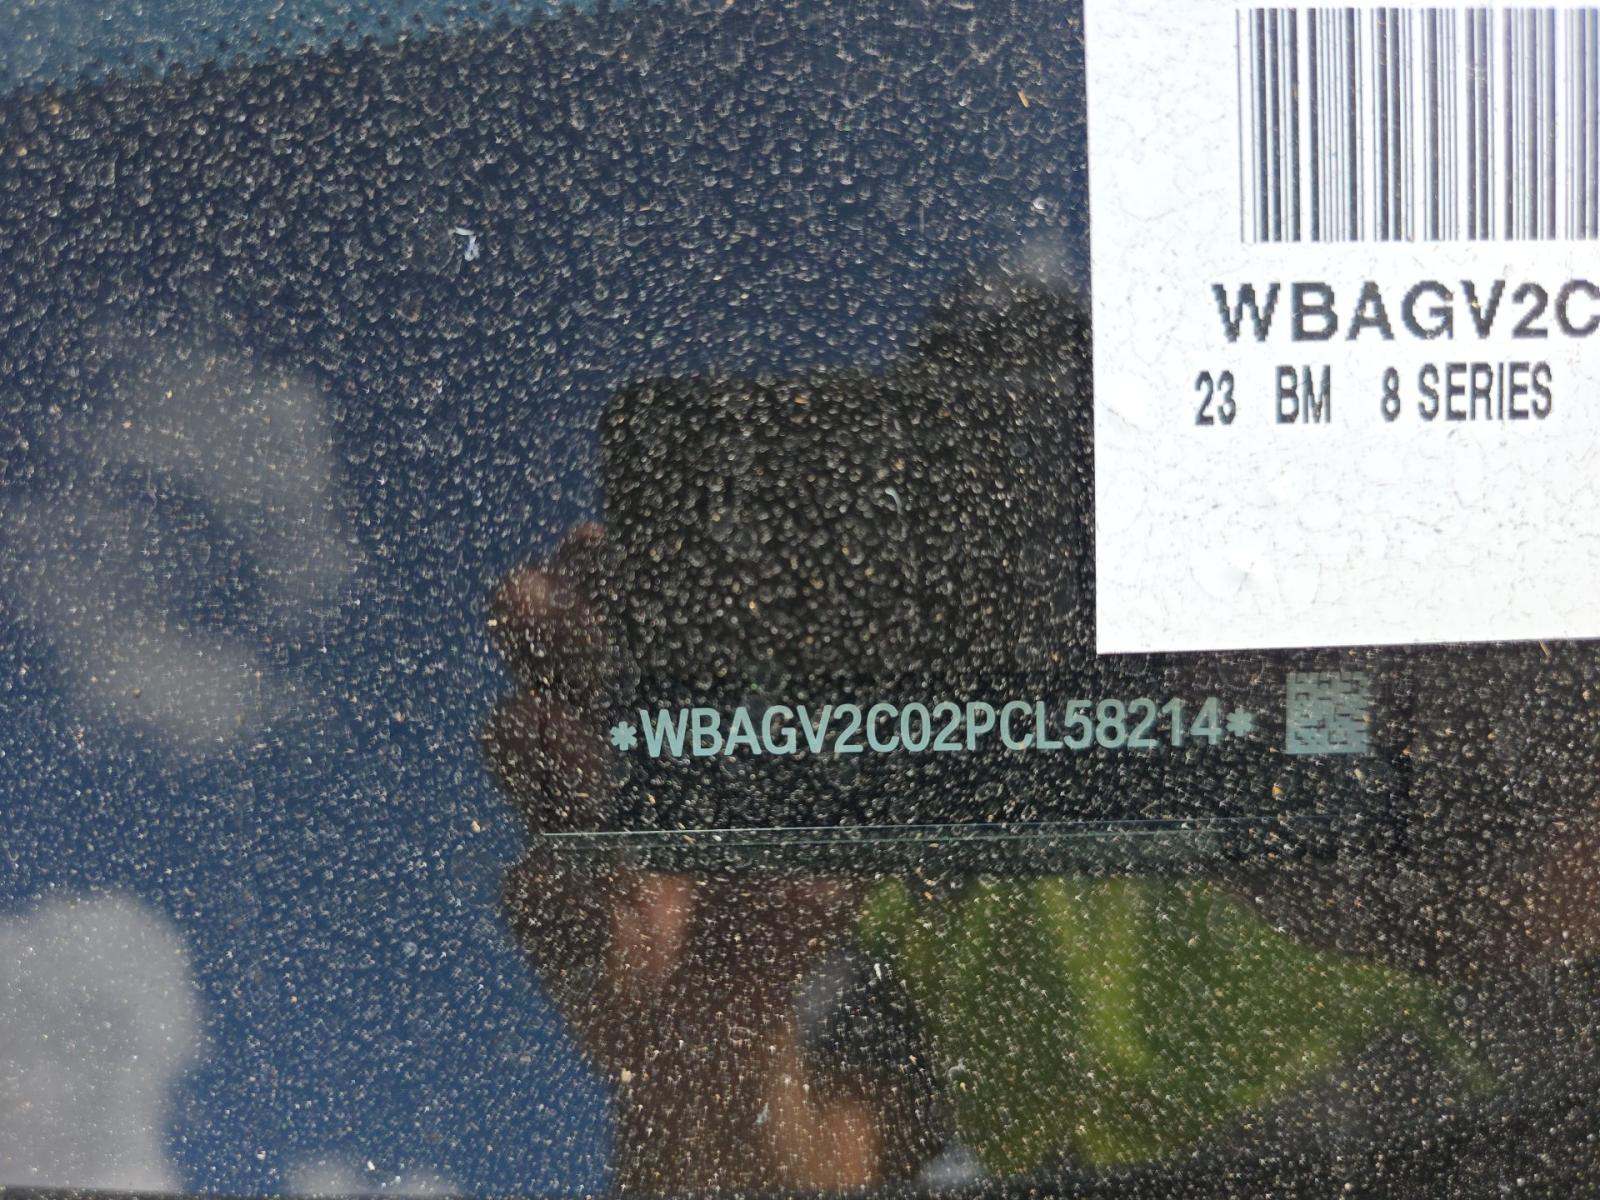 WBAGV2C
23 BM 8 SERIES
*WBAGV2C02PCL58214*